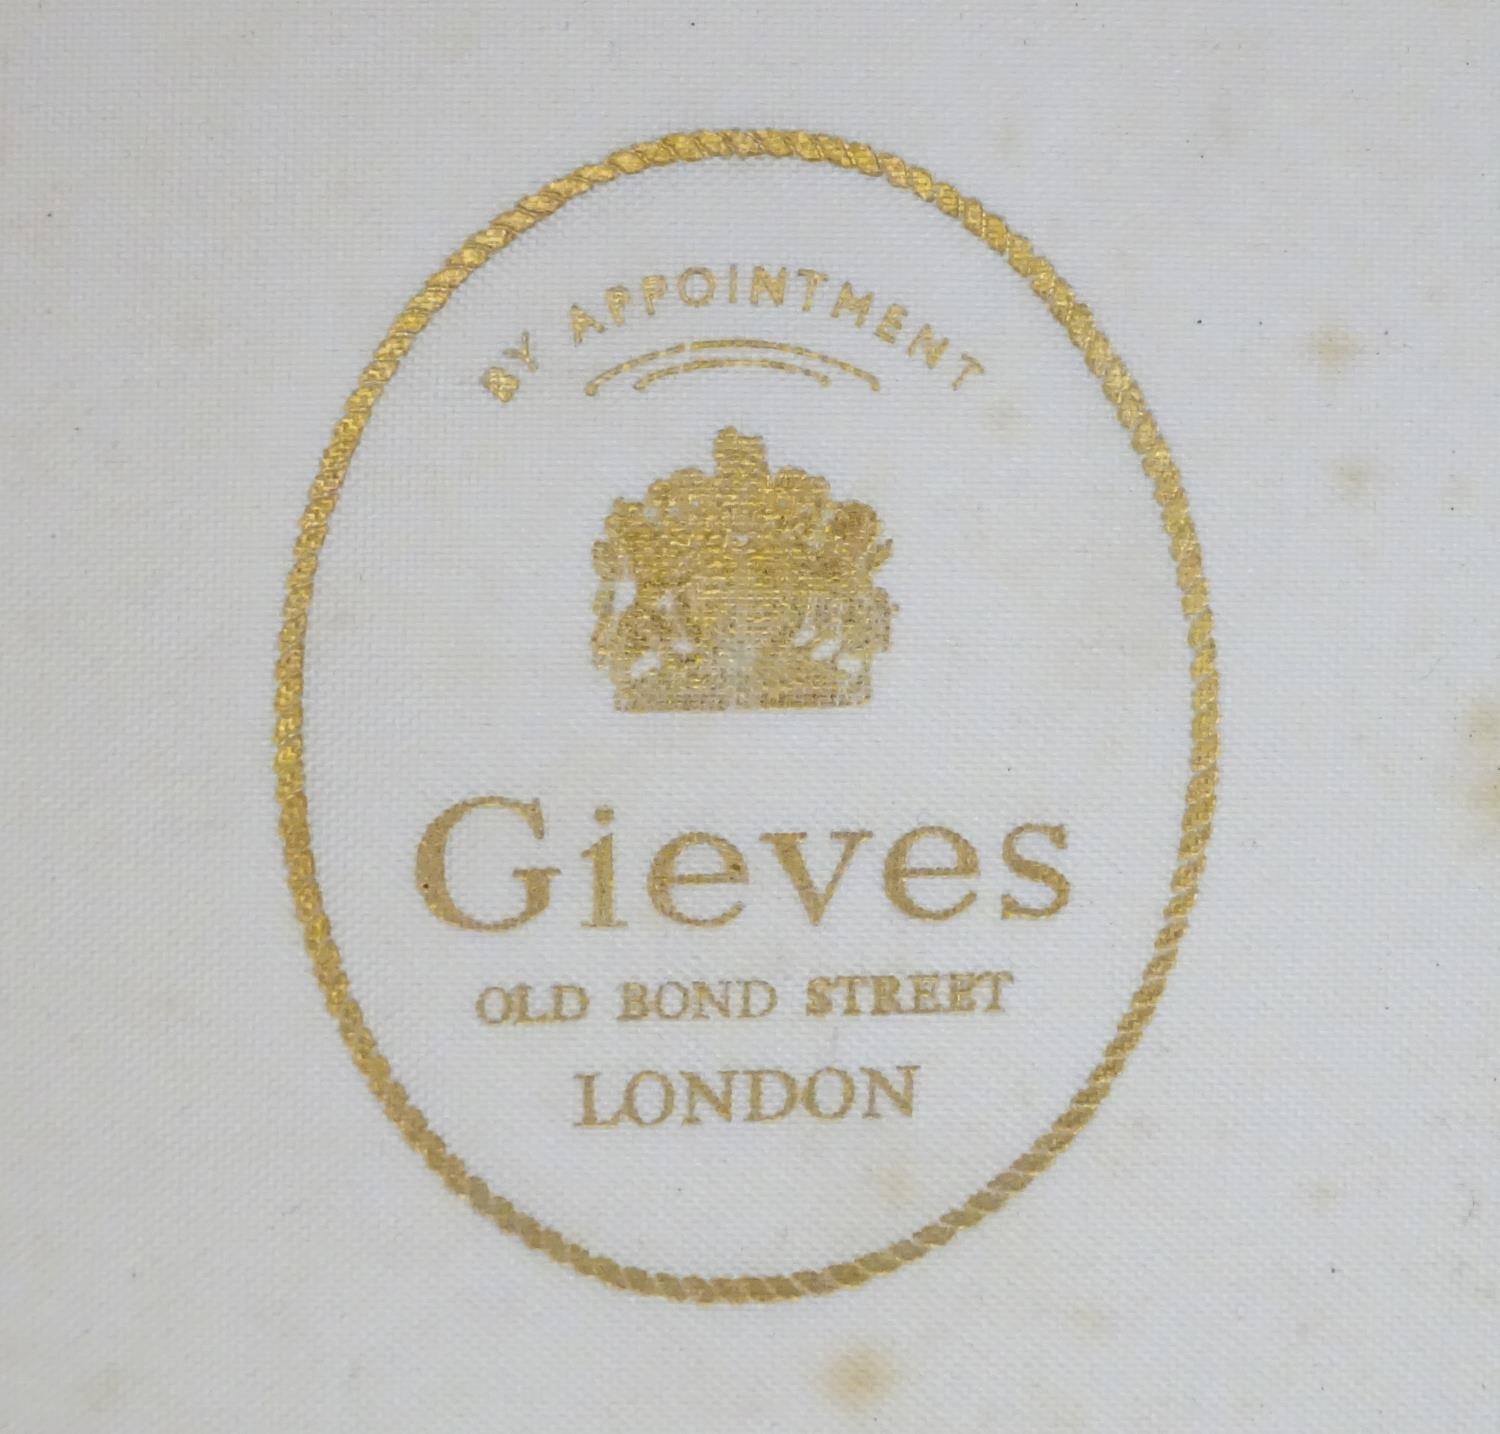 BY APPOINTMENT
Gieves
OLD BOND STREET
LONDON